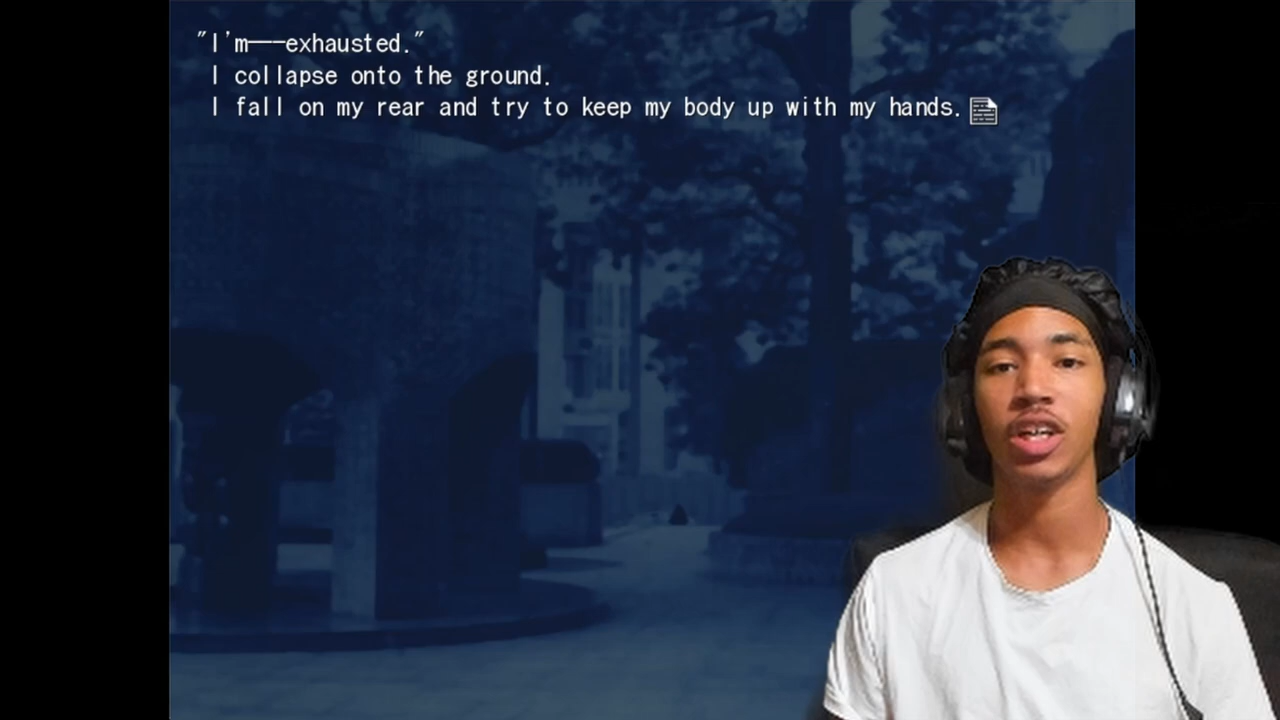 "I'm―—exhausted."
I collapse onto the ground.
I fall on my rear and try to keep my body up with my hands.